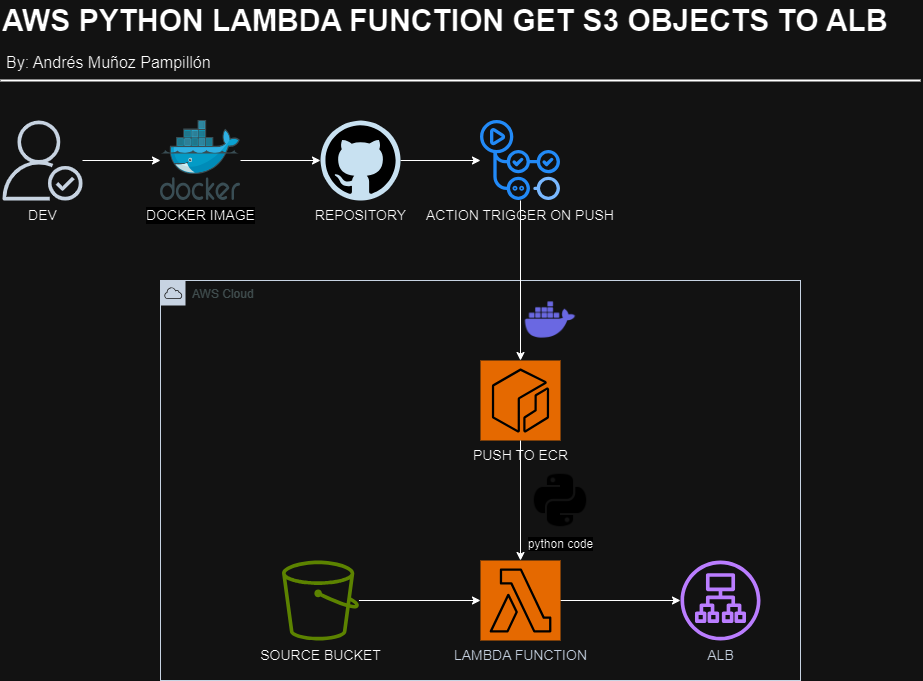 AWS PYTHON LAMBDA FUNCTION GET S3 OBJECTS TO ALB
By: Andrés Muñoz Pampillón
docker
DEV
DOCKER IMAGE
REPOSITORY
ACTION TRIGGER ON PUSH
AWS Cloud
PUSH TO ECR
python code
SOURCE BUCKET
LAMBDA FUNCTION
ALB